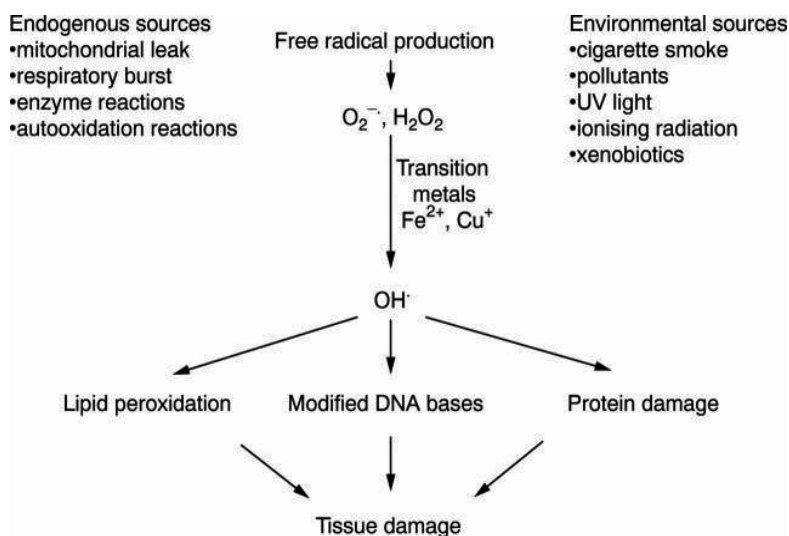 Endogenous sources
•mitochondrial leak
•respiratory burst
•enzyme reactions
•autooxidation reactions
Free radical production
Environmental sources
•cigarette smoke
•pollutants
•UV light
•ionising radiation
•xenobiotics
O₂⁻˙, H₂O₂
Transition
metals
Fe²⁺, Cu⁺
OH˙
Lipid peroxidation
Modified DNA bases
Protein damage
Tissue damage